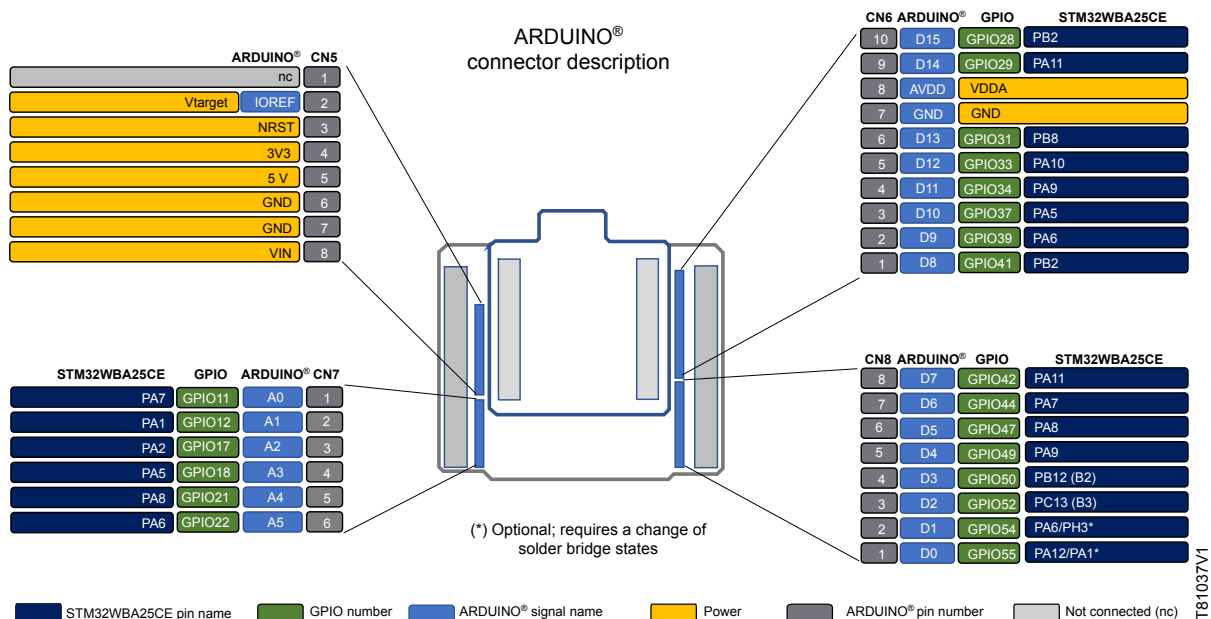 ARDUINO®
connector description
ARDUINO® CN5
nc 1
Vtarget IOREF 2
NRST 3
3V3 4
5 V 5
GND 6
GND 7
VIN 8
CN6 ARDUINO® GPIO STM32WBA25CE
10 D15 GPIO28 PB2
9 D14 GPIO29 PA11
8 AVDD VDDA
7 GND GND
6 D13 GPIO31 PB8
5 D12 GPIO33 PA10
4 D11 GPIO34 PA9
3 D10 GPIO37 PA5
2 D9 GPIO39 PA6
1 D8 GPIO41 PB2
STM32WBA25CE GPIO ARDUINO® CN7
PA7 GPIO11 A0 1
PA1 GPIO12 A1 2
PA2 GPIO17 A2 3
PA5 GPIO18 A3 4
PA8 GPIO21 A4 5
PA6 GPIO22 A5 6
CN8 ARDUINO® GPIO STM32WBA25CE
8 D7 GPIO42 PA11
7 D6 GPIO44 PA7
6 D5 GPIO47 PA8
5 D4 GPIO49 PA9
4 D3 GPIO50 PB12 (B2)
3 D2 GPIO52 PC13 (B3)
2 D1 GPIO54 PA6/PH3*
1 D0 GPIO55 PA12/PA1*
(*) Optional; requires a change of
solder bridge states
STM32WBA25CE pin name GPIO number ARDUINO® signal name Power ARDUINO® pin number Not connected (nc)
T81037V1